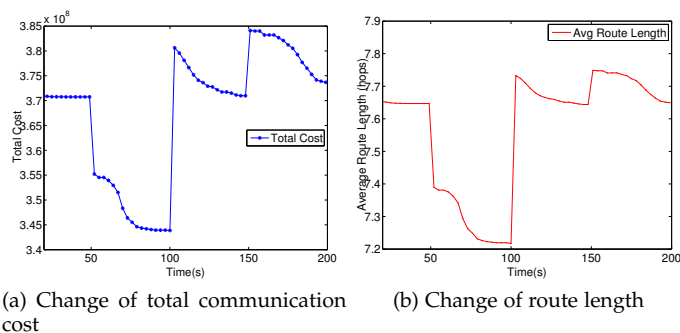 x 10^8
3.85
3.8
3.75
3.7
3.65
3.6
3.55
3.5
3.45
3.4
Total Cost
Total Cost
50
100
150
200
Time(s)
7.9
7.8
7.7
7.6
7.5
7.4
7.3
7.2
Average Route Length (hops)
Avg Route Length
50
100
150
200
Time(s)
(a) Change of total communication
cost
(b) Change of route length